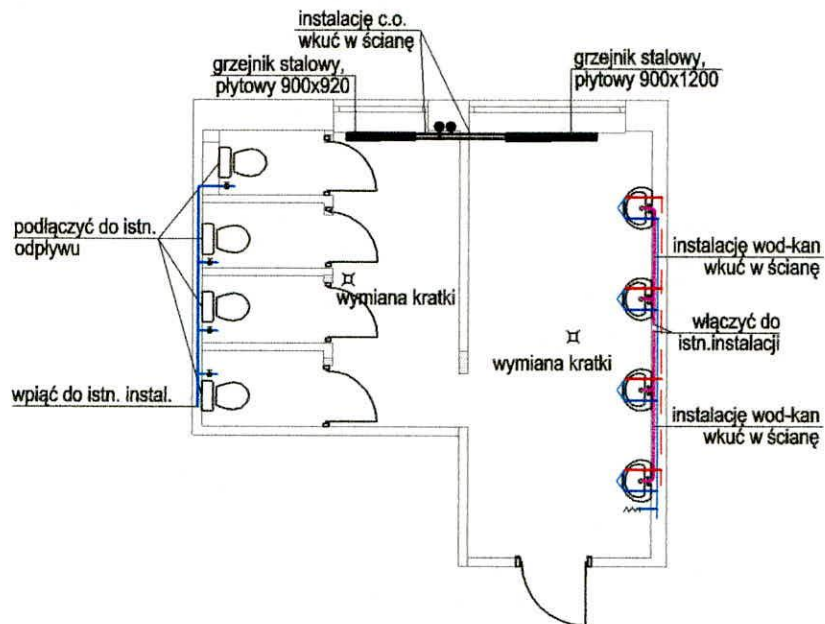 instalację c.o.
wkuć w ścianę
grzejnik stalowy,
płytowy 900x920
grzejnik stalowy,
płytowy 900x1200
podłączyć do istn.
odpływu
wymiana kratki
wymiana kratki
instalację wod-kan
wkuć w ścianę
włączyć do
istn.instalacji
wpiąć do istn. instal.
instalację wod-kan
wkuć w ścianę